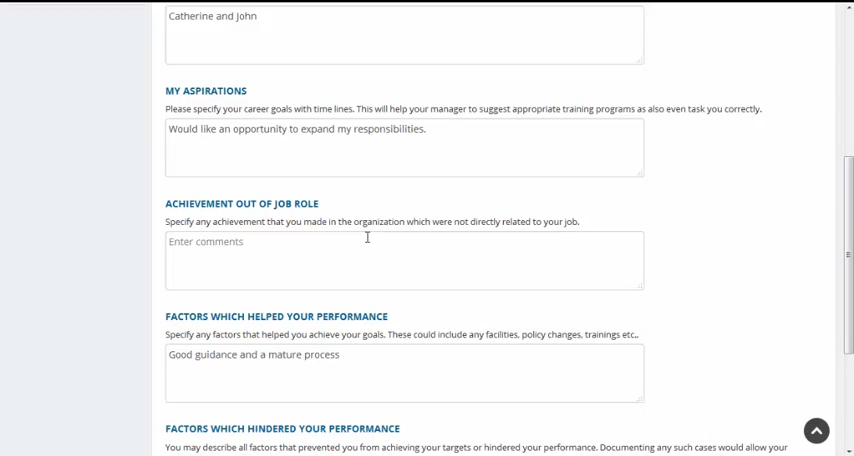 Catherine and John
MY ASPIRATIONS
Please specify your career goals with time lines. This will help your manager to suggest appropriate training programs as also even task you correctly.
Would like an opportunity to expand my responsibilities.
ACHIEVEMENT OUT OF JOB ROLE
Specify any achievement that you made in the organization which were not directly related to your job.
Enter comments
FACTORS WHICH HELPED YOUR PERFORMANCE
Specify any factors that helped you achieve your goals. These could include any facilities, policy changes, trainings etc..
Good guidance and a mature process
FACTORS WHICH HINDERED YOUR PERFORMANCE
You may describe all factors that prevented you from achieving your targets or hindered your performance. Documenting any such cases would allow your